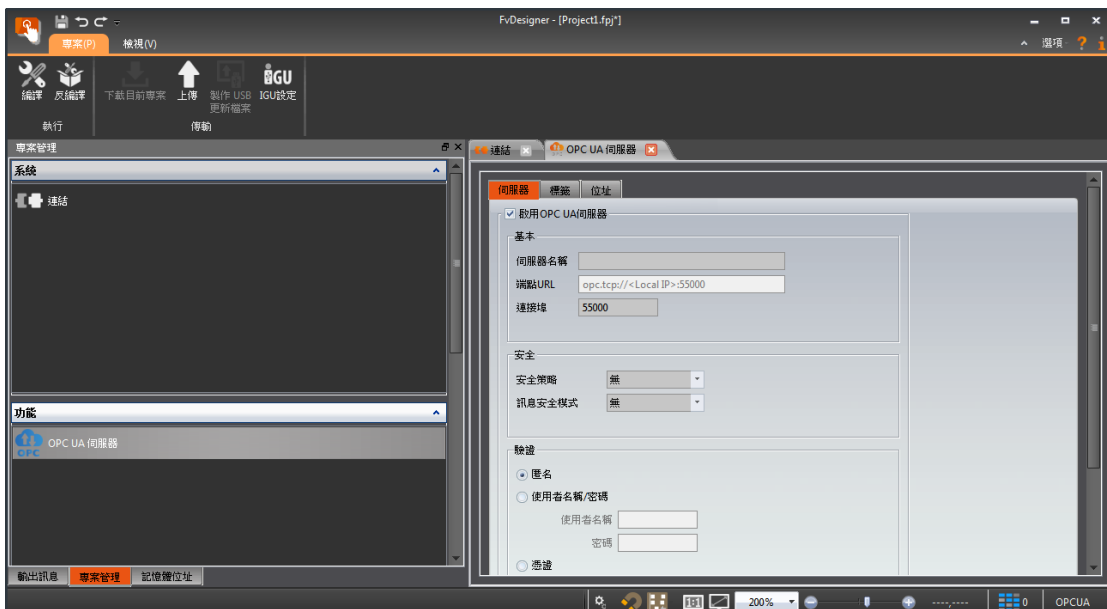 FvDesigner - [Project1.fpj*]
專案(P) 檢視(V) 選項
編譯 反編譯 下載目前專案 上傳 製作 USB 更新檔案 IGU設定
iGU
執行 傳輸
專案管理 連結 OPC UA 伺服器
系統
連結
伺服器 標籤 位址
啟用OPC UA伺服器
基本
伺服器名稱
端點URL opc.tcp://<Local IP>:55000
連接埠 55000
安全
安全策略 無
訊息安全模式 無
功能
OPC UA 伺服器
OPC
驗證
匿名
使用者名稱/密碼
使用者名稱
密碼
憑證
輸出訊息 專案管理 記憶體位址
1:1 200% ----,---- 0 OPCUA